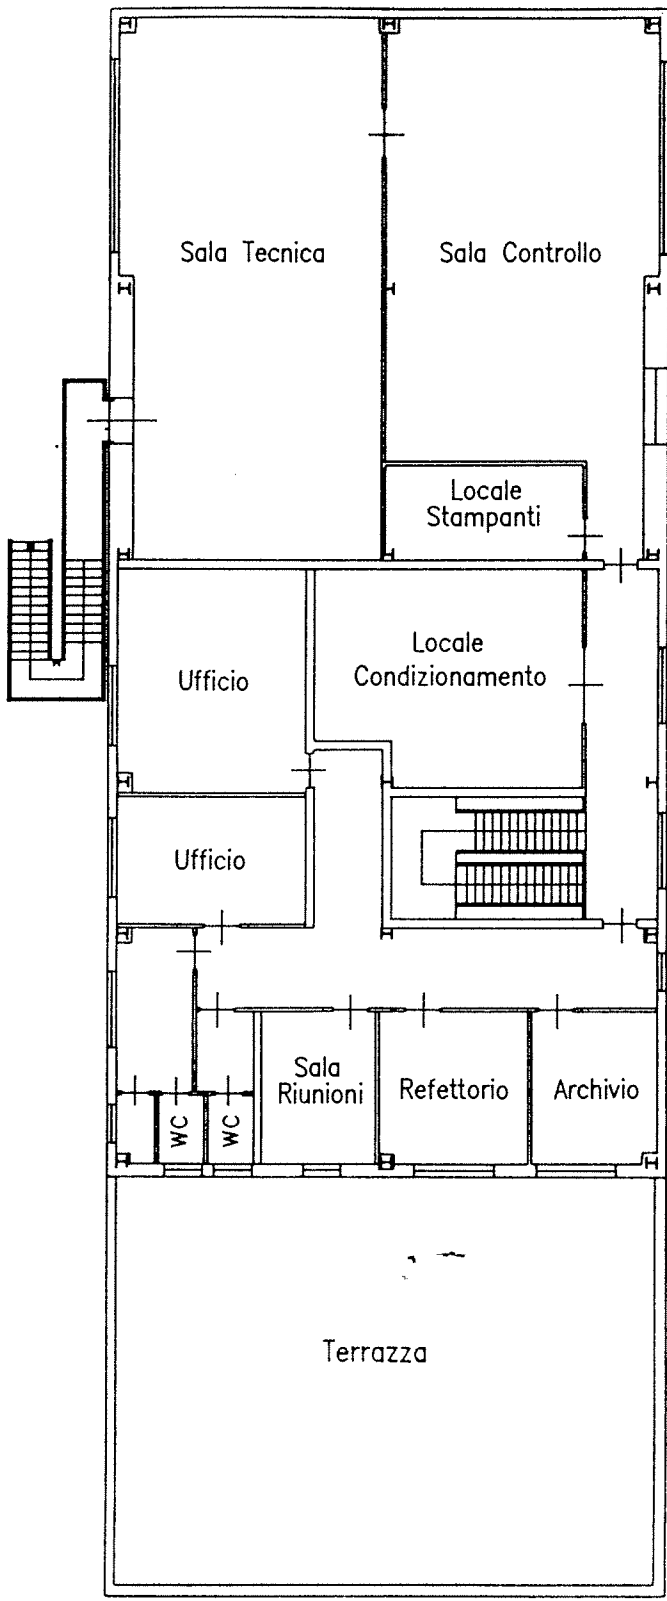 Sala Tecnica
Sala Controllo
Locale
Stampanti
Ufficio
Locale
Condizionamento
Ufficio
Sala
Riunioni
Refettorio
Archivio
WC
WC
Terrazza